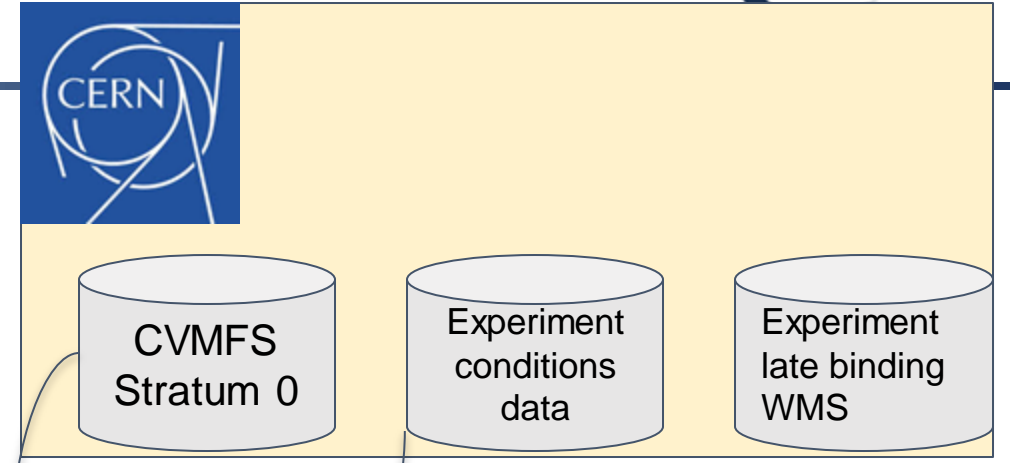 CERN
CVMFS
Stratum 0
Experiment
conditions
data
Experiment
late binding
WMS